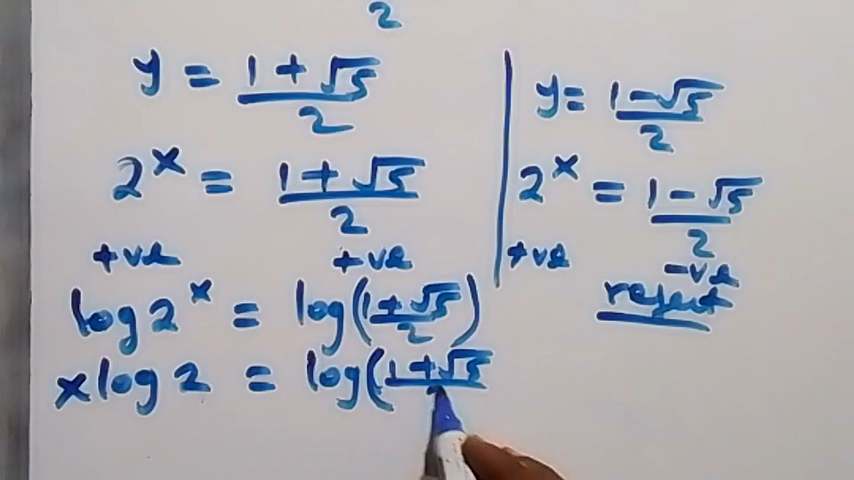 2
y = (1 + √5)/2
2^x = (1 + √5)/2
+ve +ve
log 2^x = log((1 + √5)/2)
x log 2 = log((1 + √5)/
y = (1 - √5)/2
2^x = (1 - √5)/2
+ve -ve
reject